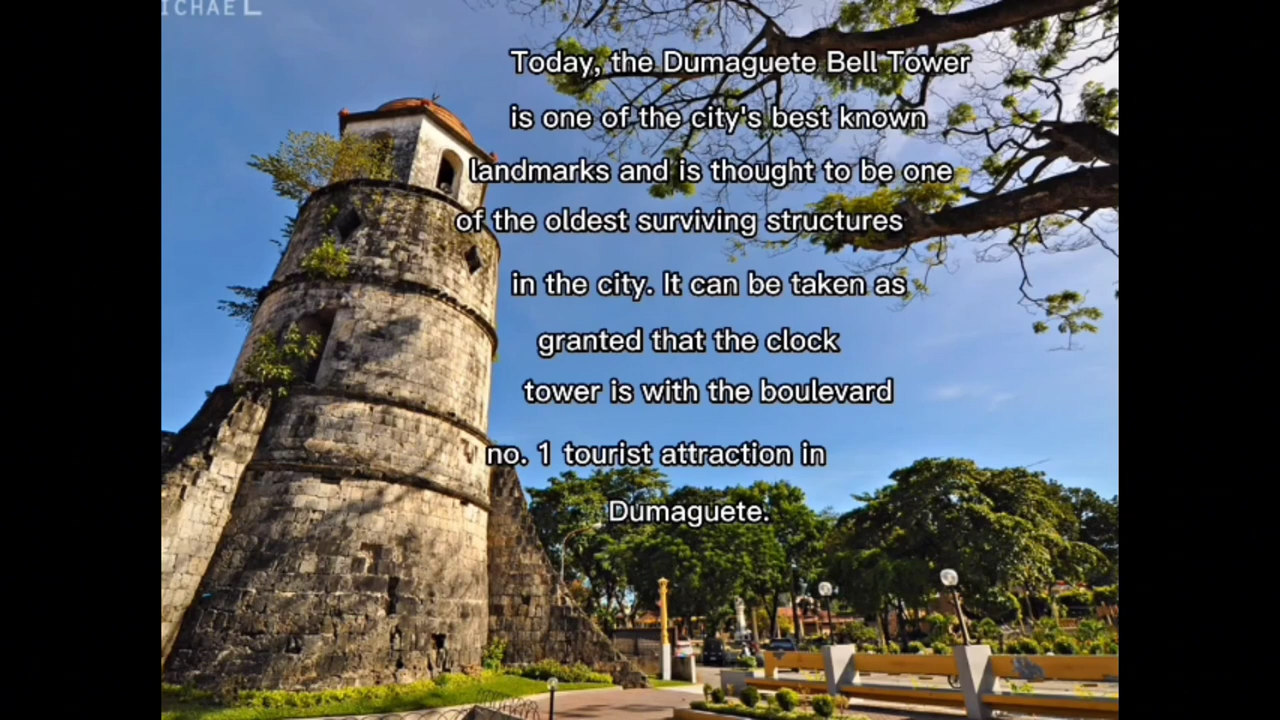 Today, the Dumaguete Bell Tower
is one of the city's best known
landmarks and is thought to be one
of the oldest surviving structures
in the city. It can be taken as
granted that the clock
tower is with the boulevard
no. 1 tourist attraction in
Dumaguete.